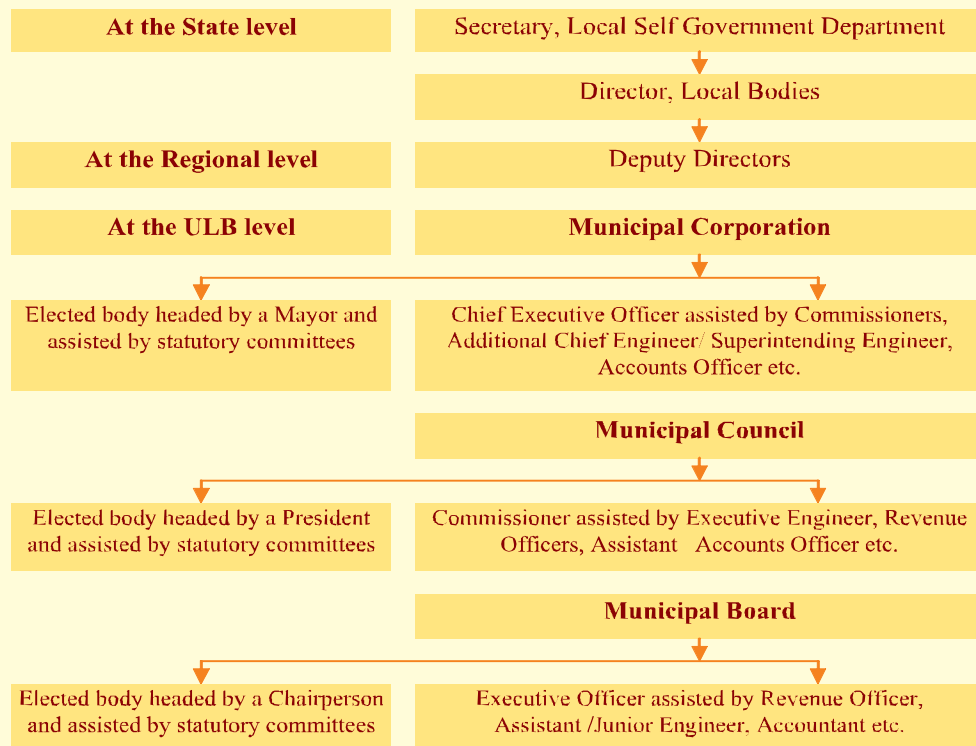 At the State level
Secretary, Local Self Government Department
Director, Local Bodies
At the Regional level
Deputy Directors
At the ULB level
Municipal Corporation
Elected body headed by a Mayor and
assisted by statutory committees
Chief Executive Officer assisted by Commissioners,
Additional Chief Engineer/ Superintending Engineer,
Accounts Officer etc.
Municipal Council
Elected body headed by a President
and assisted by statutory committees
Commissioner assisted by Executive Engineer, Revenue
Officers, Assistant Accounts Officer etc.
Municipal Board
Elected body headed by a Chairperson
and assisted by statutory committees
Executive Officer assisted by Revenue Officer,
Assistant /Junior Engineer, Accountant etc.